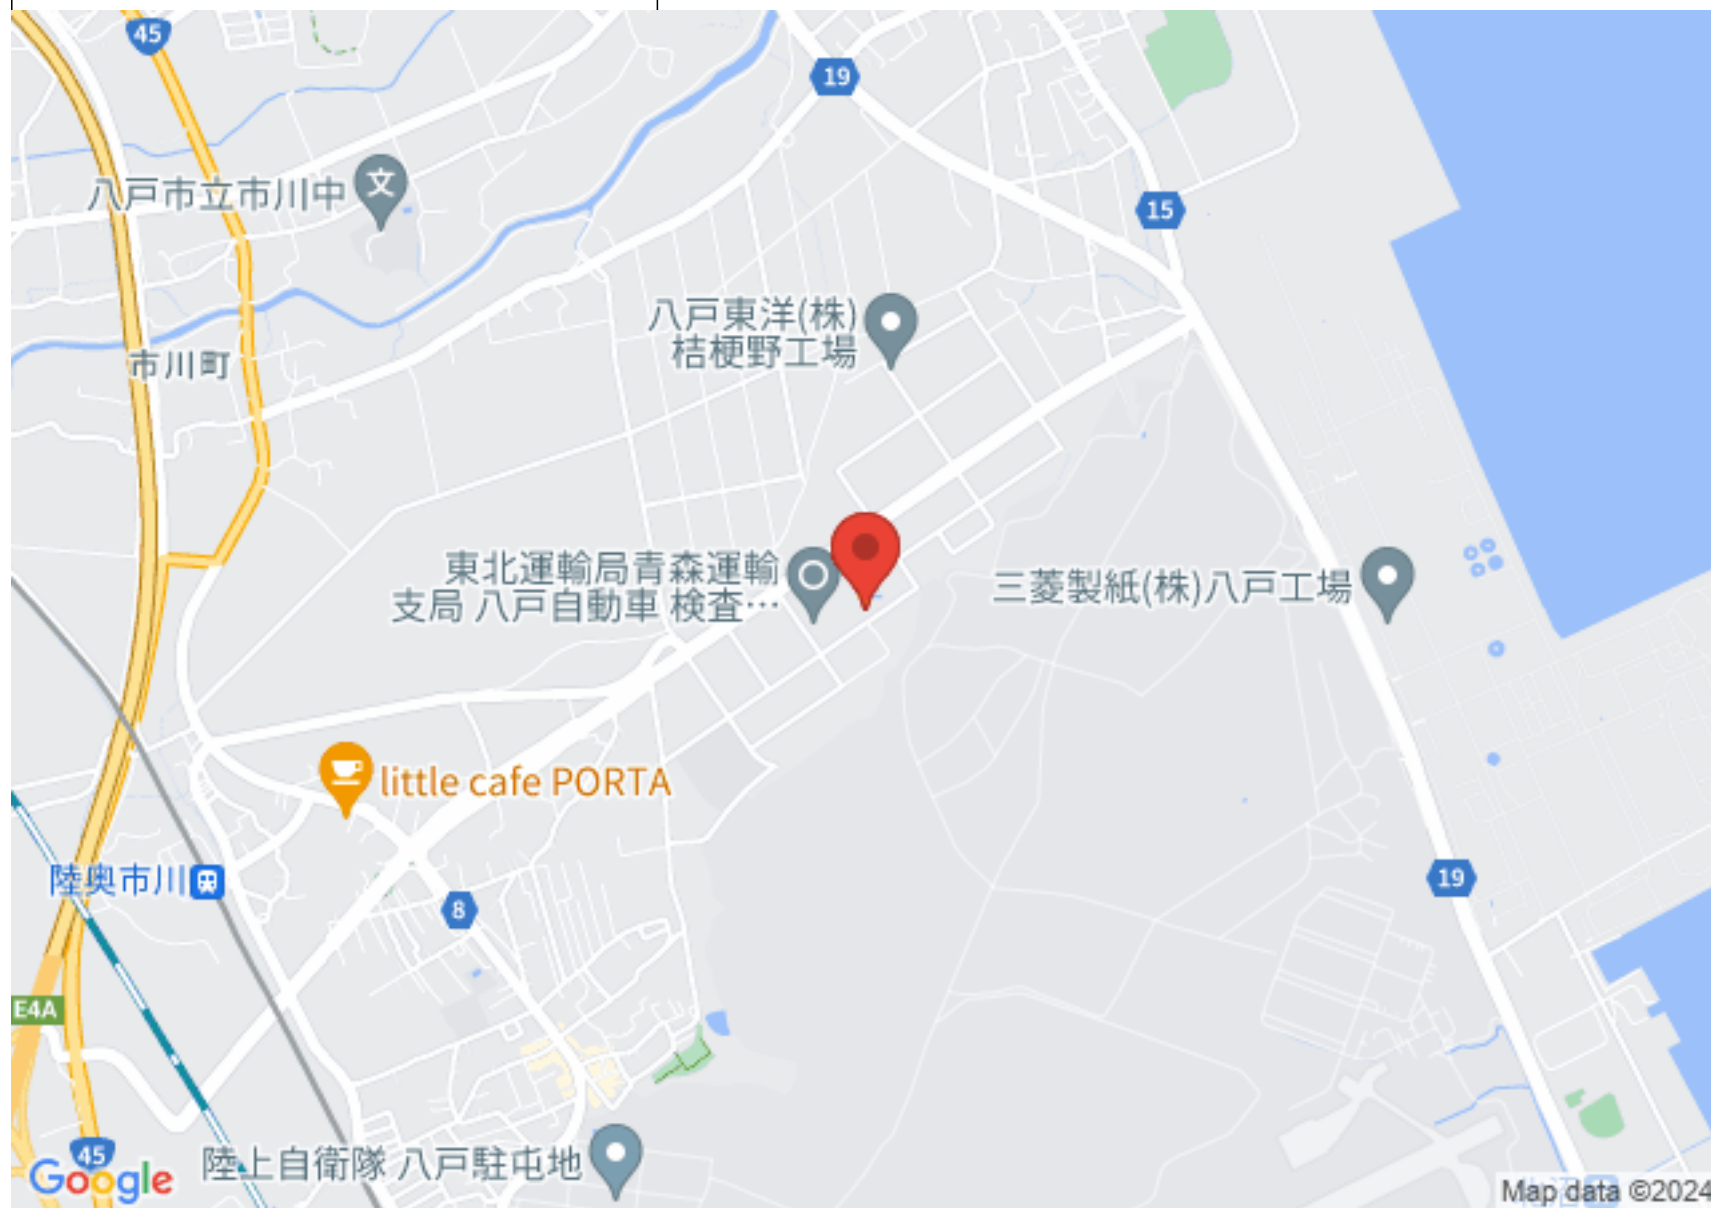 45
19
八戸市立市川中
文
15
八戸東洋(株)
桔梗野工場
市川町
東北運輸局青森運輸
支局 八戸自動車 検査…
三菱製紙(株)八戸工場
little cafe PORTA
陸奥市川
8
19
E4A
45
陸上自衛隊 八戸駐屯地
Google
Map data ©2024